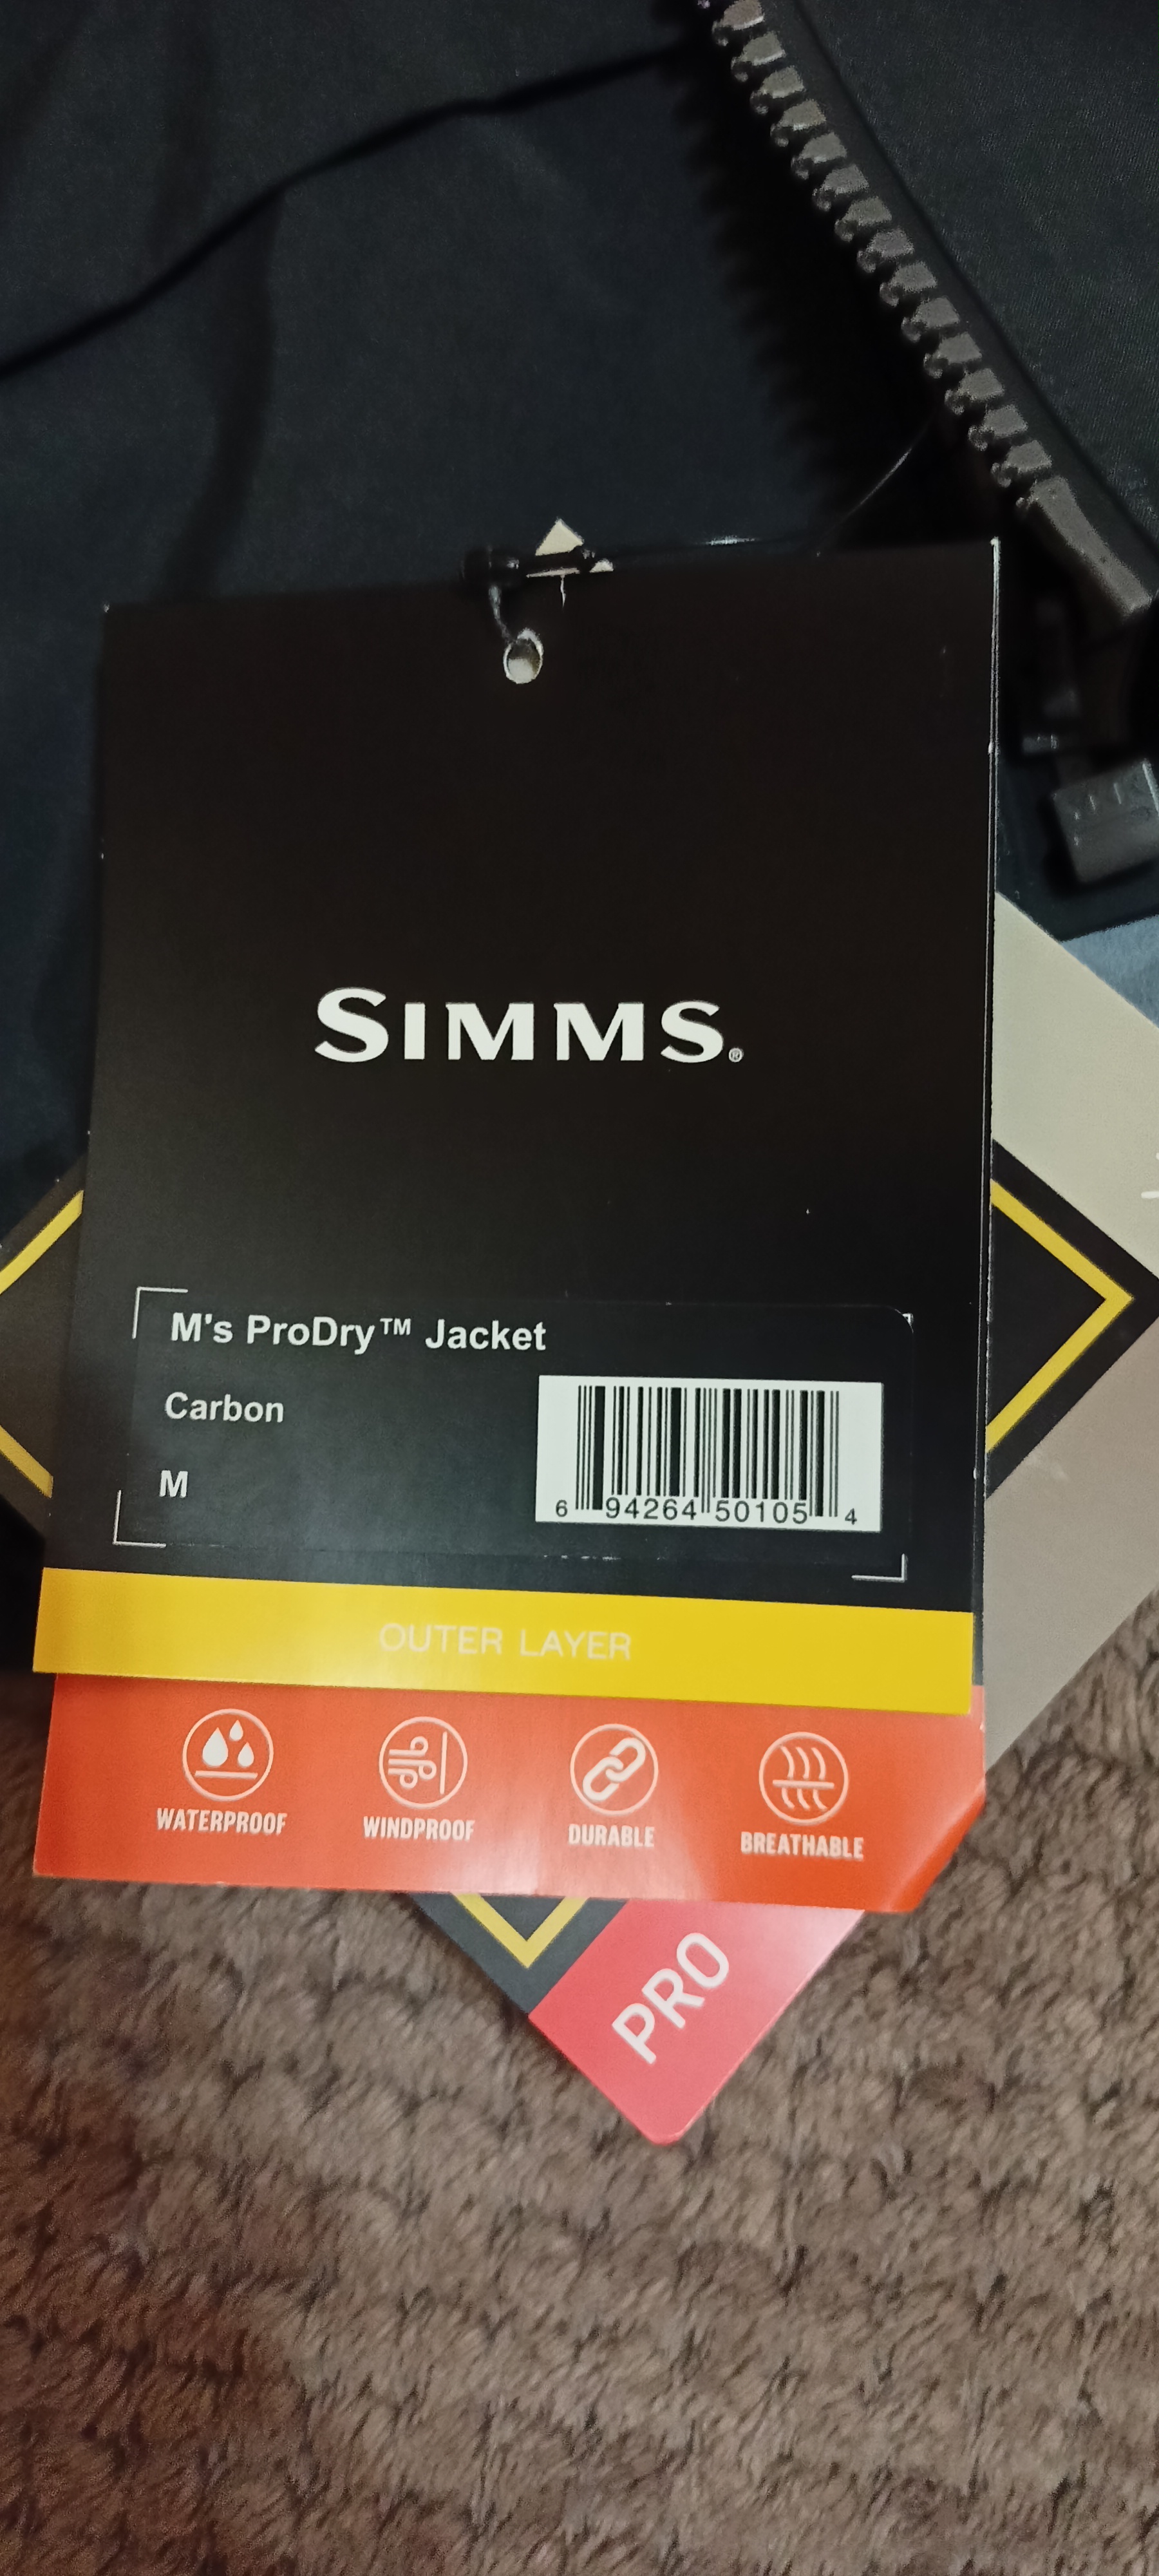 SIMMS®
M's ProDry™ Jacket
Carbon
M
6 94264 50105 4
OUTER LAYER
WATERPROOF WINDPROOF DURABLE BREATHABLE
PRO